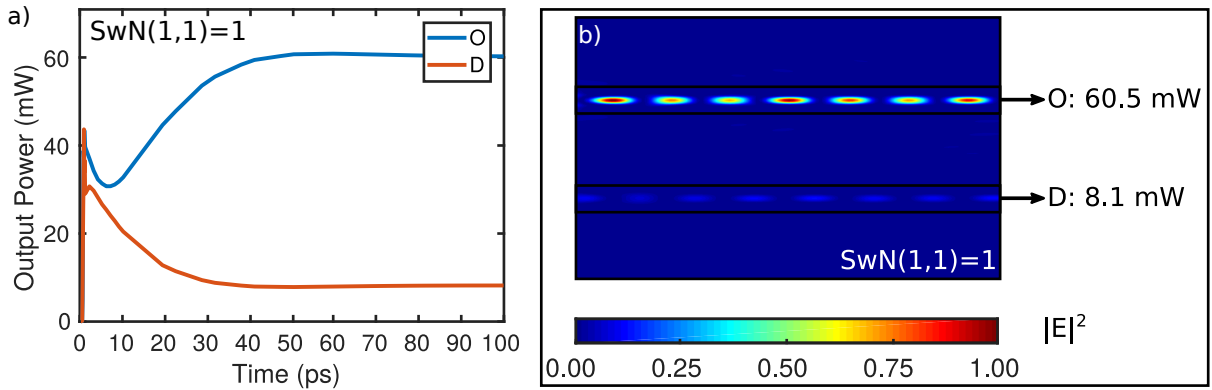 a)
SwN(1,1)=1
O
D
Output Power (mW)
60
40
20
0
0 10 20 30 40 50 60 70 80 90 100
Time (ps)
b)
O: 60.5 mW
D: 8.1 mW
SwN(1,1)=1
|E|²
0.00 0.25 0.50 0.75 1.00